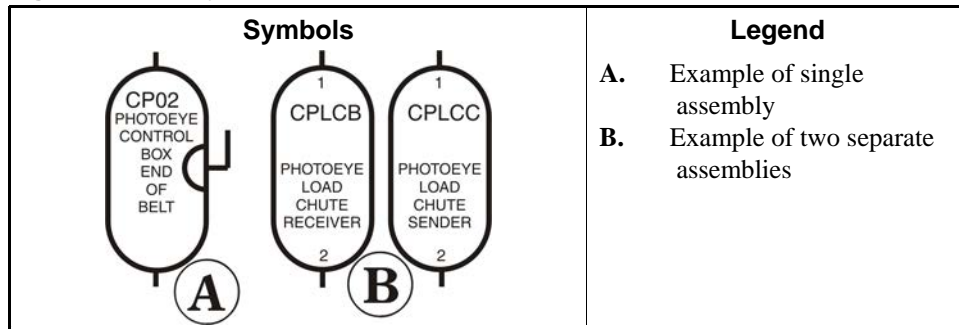 Symbols
Legend
CP02
PHOTOEYE
CONTROL
BOX
END
OF
BELT
1
CPLCB
PHOTOEYE
LOAD
CHUTE
RECEIVER
2
1
CPLCC
PHOTOEYE
LOAD
CHUTE
SENDER
2
A
B
A. Example of single
assembly
B. Example of two separate
assemblies